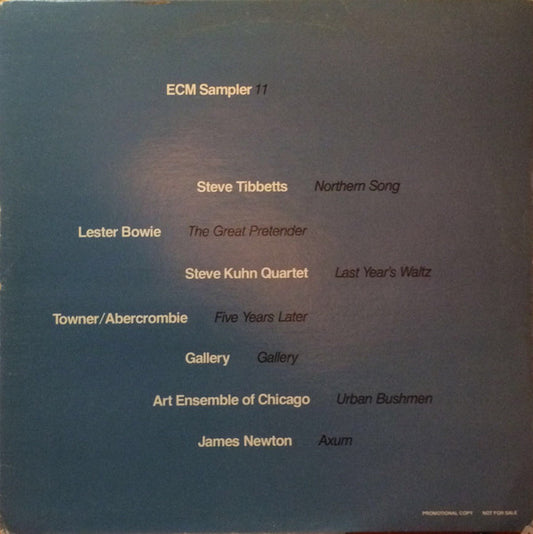 ECM Sampler 11
Steve Tibbetts Northern Song
Lester Bowie The Great Pretender
Steve Kuhn Quartet Last Year's Waltz
Towner/Abercrombie Five Years Later
Gallery Gallery
Art Ensemble of Chicago Urban Bushmen
James Newton Axum
PROMOTIONAL COPY NOT FOR SALE